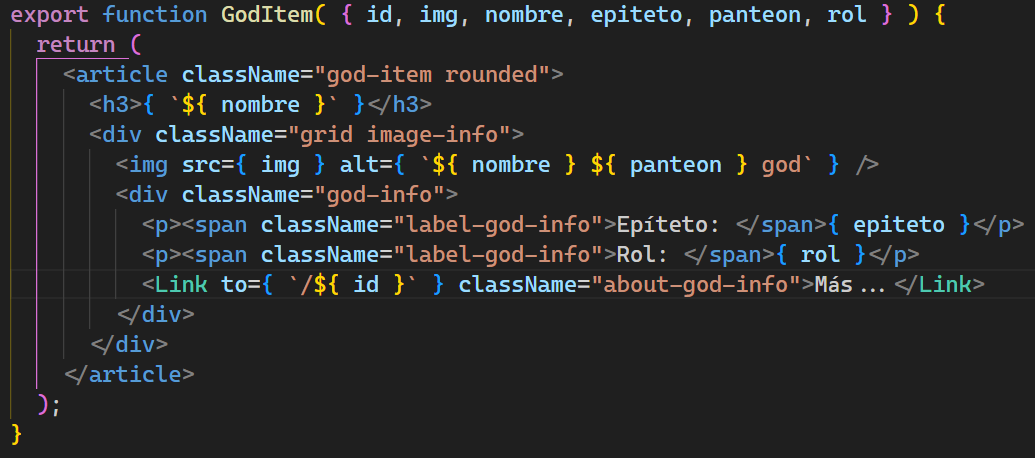 export function GodItem( { id, img, nombre, epiteto, panteon, rol } ) {
  return (
    <article className="god-item rounded">
      <h3>{ `${ nombre }` }</h3>
      <div className="grid image-info">
        <img src={ img } alt={ `${ nombre } ${ panteon } god` } />
        <div className="god-info">
          <p><span className="label-god-info">Epíteto: </span>{ epiteto }</p>
          <p><span className="label-god-info">Rol: </span>{ rol }</p>
          <Link to={ `/${ id }` } className="about-god-info">Más...</Link>
        </div>
      </div>
    </article>
  );
}